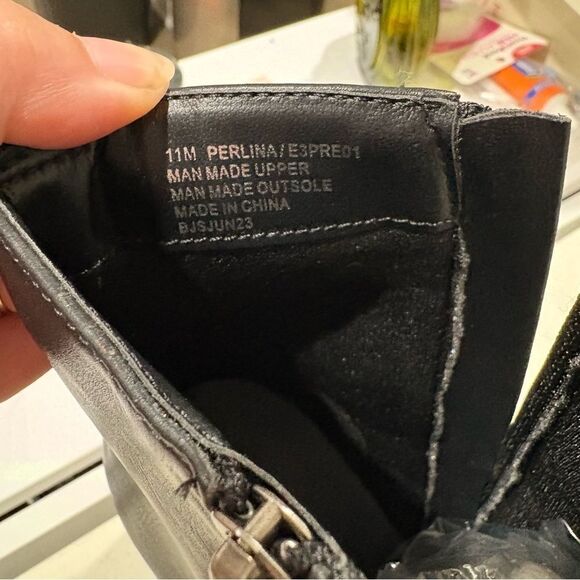 11M PERLINA/E3PRE01
MAN MADE UPPER
MAN MADE OUTSOLE
MADE IN CHINA
BJSJUN23